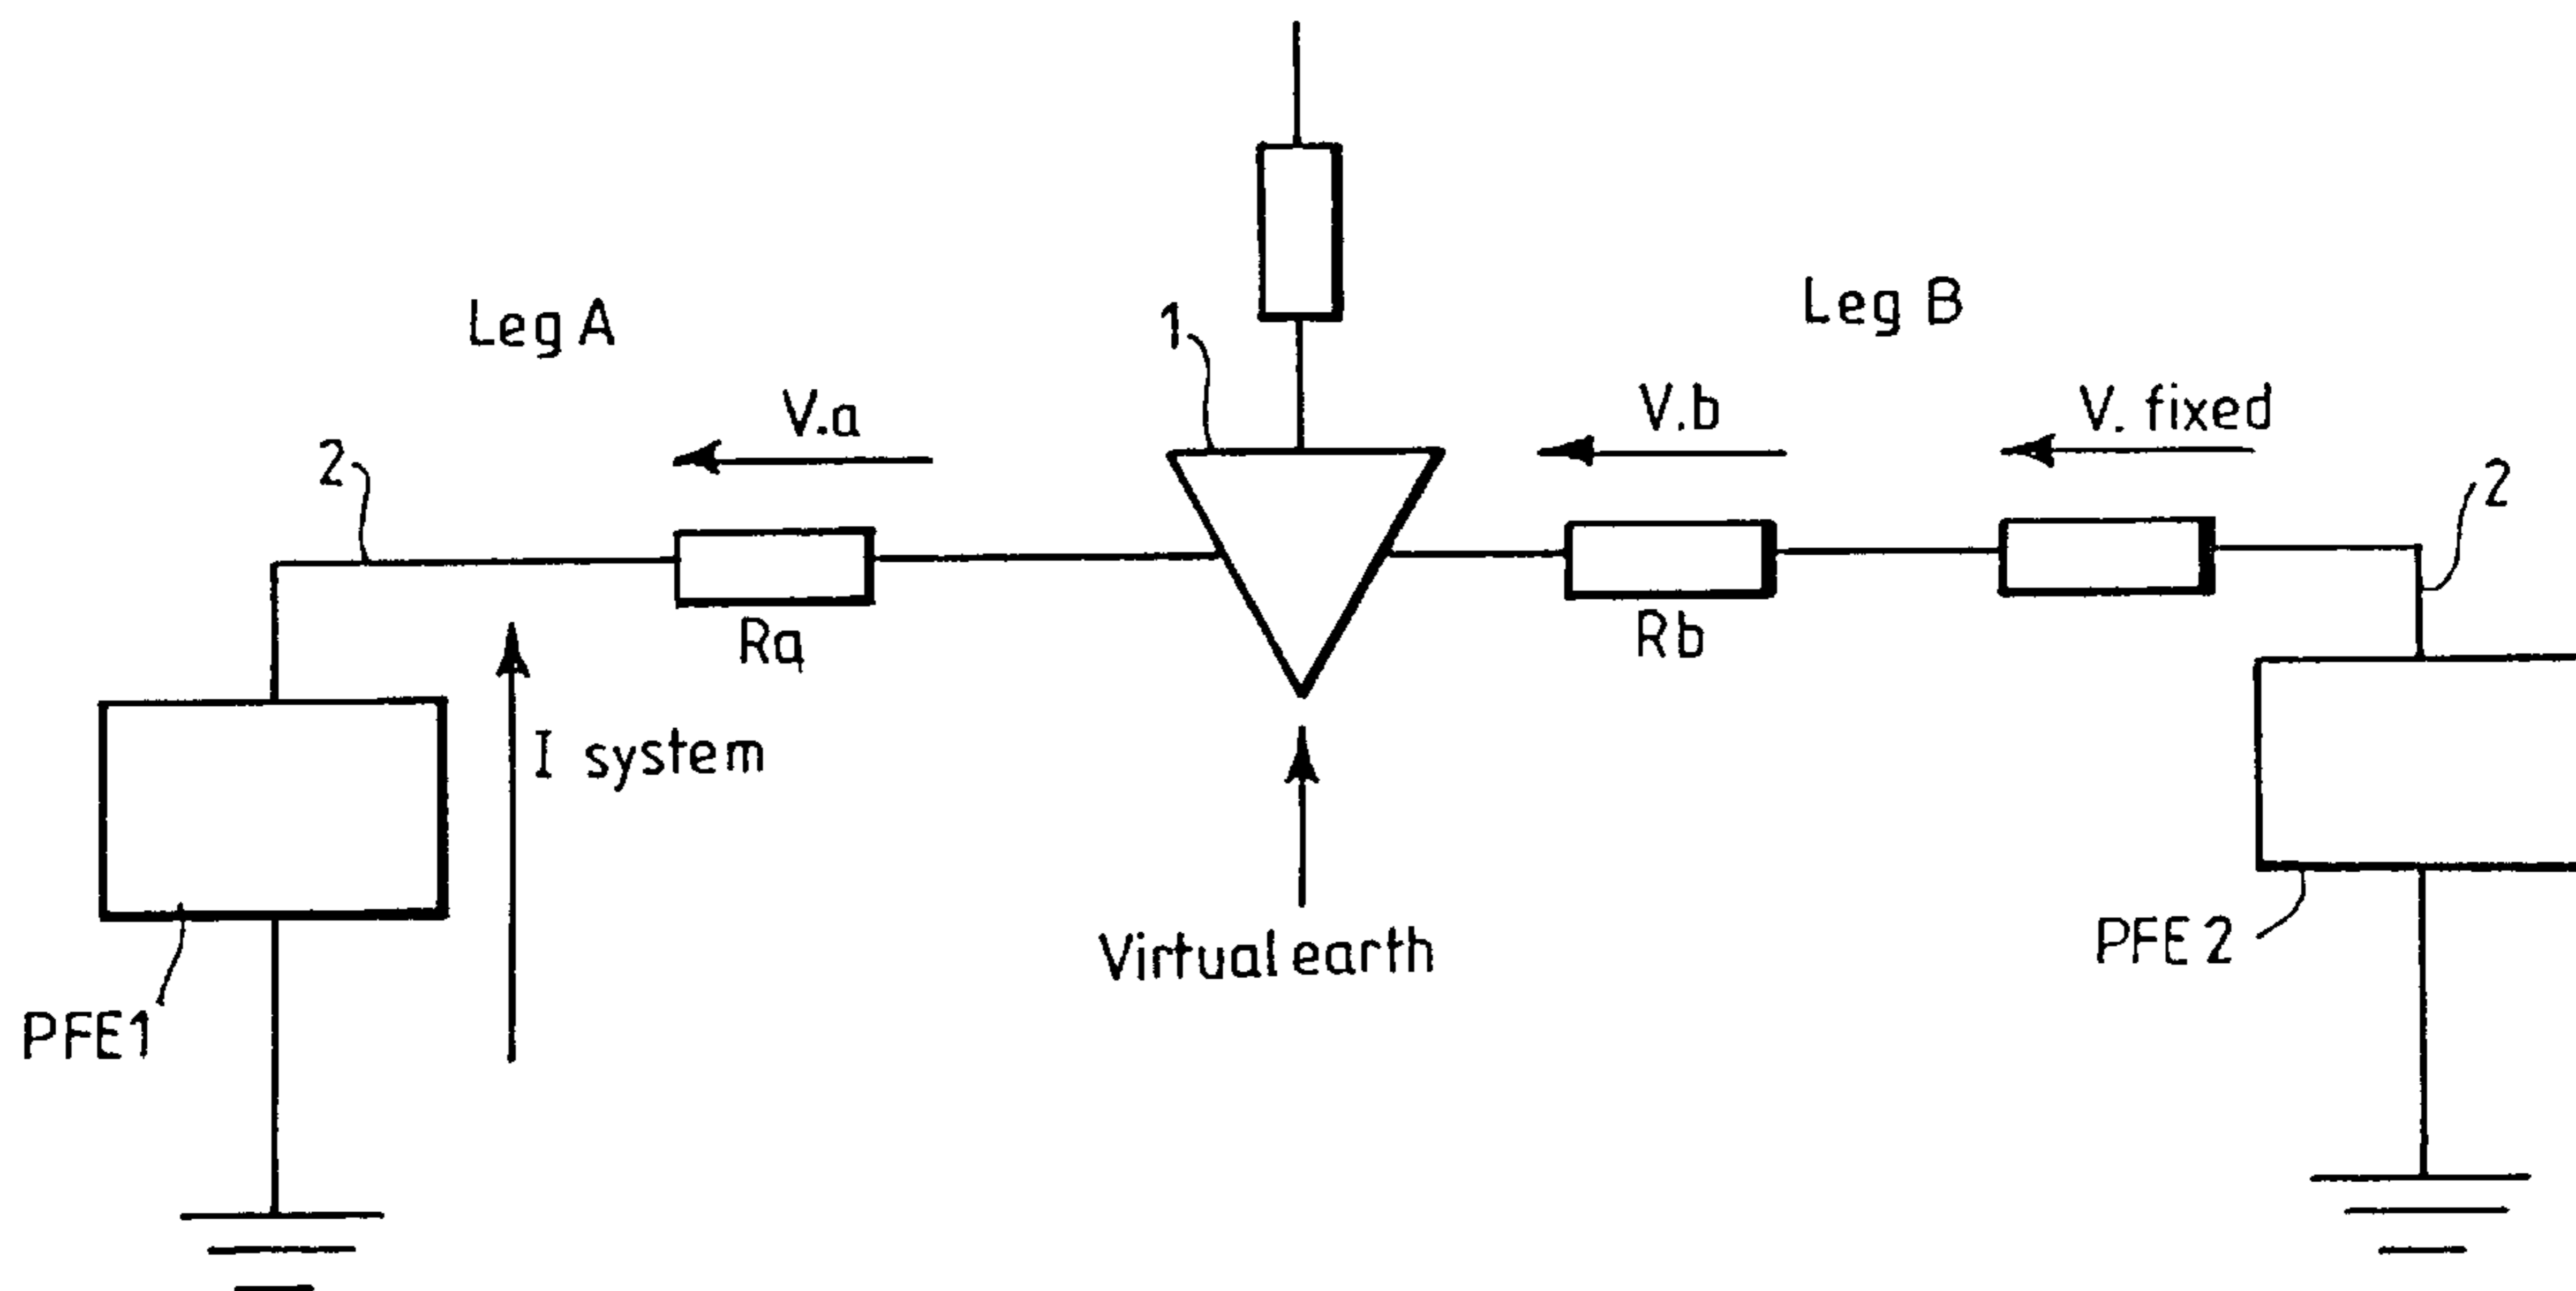 Leg B
Leg A
1
V.a
V.b
V. fixed
2
2
Ra
Rb
I system
PFE 2
Virtual earth
PFE1